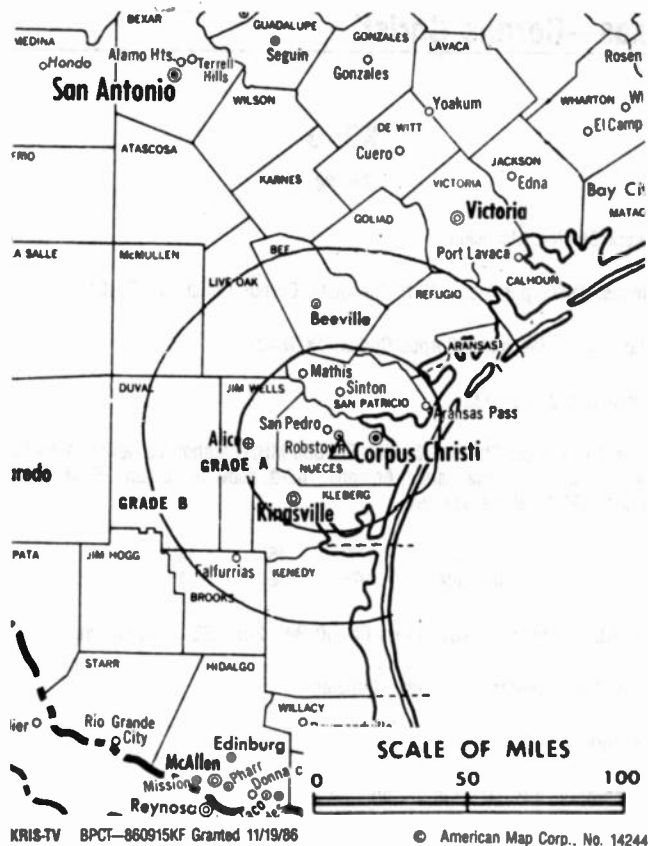 BEXAR
GUADALUPE
GONZALES
LAVACA
MEDINA
Hondo
Alamo Hts.
Terrell
Hills
Seguin
Gonzales
San Antonio
WILSON
Yoakum
WHARTON
El Camp
DE WITT
Cuero
FRIO
ATASCOSA
KARNES
JACKSON
Edna
VICTORIA
Victoria
GOLIAD
Port Lavaca
CALHOUN
BEE
McMULLEN
LIVE OAK
REFUGIO
Beeville
ARANSAS
Mathis
Sinton
SAN PATRICIO
Aransas Pass
DUVAL
JIM WELLS
San Pedro
Alice
Robstown
Corpus Christi
GRADE A
NUECES
KLEBERG
Kingsville
GRADE B
PATA
JIM HOGG
Falfurrias
KENEDY
BROOKS
STARR
HIDALGO
WILLACY
Rio Grande
City
Edinburg
McAllen
Mission
Pharr
Donna
Reynosa
SCALE OF MILES
0 50 100
KRIS-TV BPCT-860915KF Granted 11/19/86
© American Map Corp., No. 14244